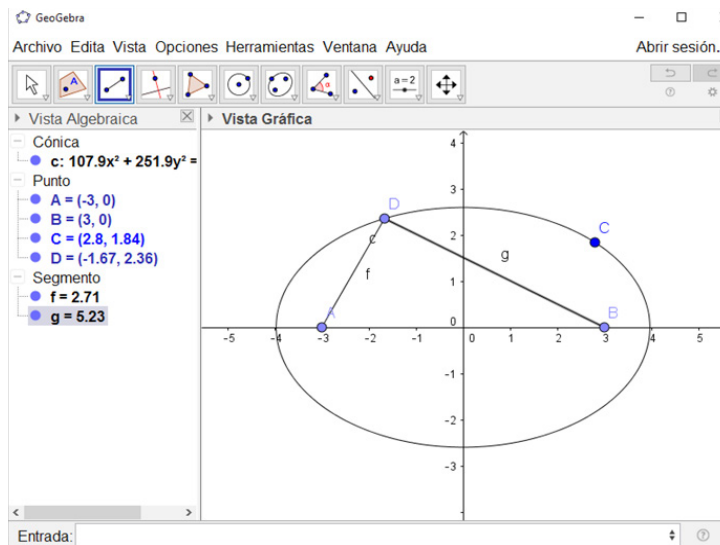 GeoGebra
Archivo Edita Vista Opciones Herramientas Ventana Ayuda
Abrir sesión.
A
α
a=2
Vista Algebraica
Vista Gráfica
Cónica
c: 107.9x² + 251.9y² =
Punto
A = (-3, 0)
B = (3, 0)
C = (2.8, 1.84)
D = (-1.67, 2.36)
Segmento
f = 2.71
g = 5.23
4
3
D
C
2
c
g
f
1
A
B
0
-5 -4 -3 -2 -1 0 1 2 3 4 5
-1
-2
-3
Entrada: